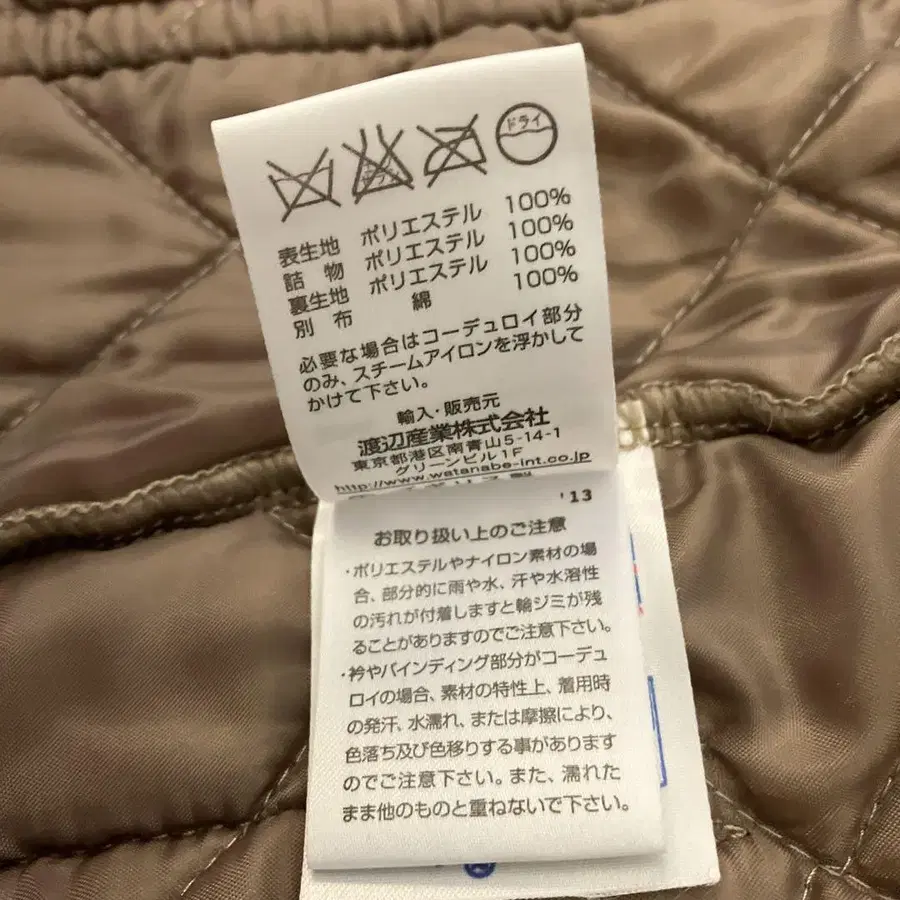 ドライ
表生地 ポリエステル 100%
詰物 ポリエステル 100%
裏生地 ポリエステル 100%
別布 綿 100%
必要な場合はコーデュロイ部分
のみ、スチームアイロンを浮かして
かけて下さい。
輸入・販売元
渡辺産業株式会社
東京都港区南青山5-14-1
グリーンビル1F
http://www.watanabe-int.co.jp
'13
お取り扱い上のご注意
・ポリエステルやナイロン素材の場
合、部分的に雨や水、汗や水溶性
の汚れが付着しますと輪ジミが残
ることがありますのでご注意下さい。
・衿やバインディング部分がコーデュ
ロイの場合、素材の特性上、着用時
の発汗、水濡れ、または摩擦により、
色落ち及び色移りする事があります
のでご注意下さい。また、濡れた
まま他のものと重ねないで下さい。